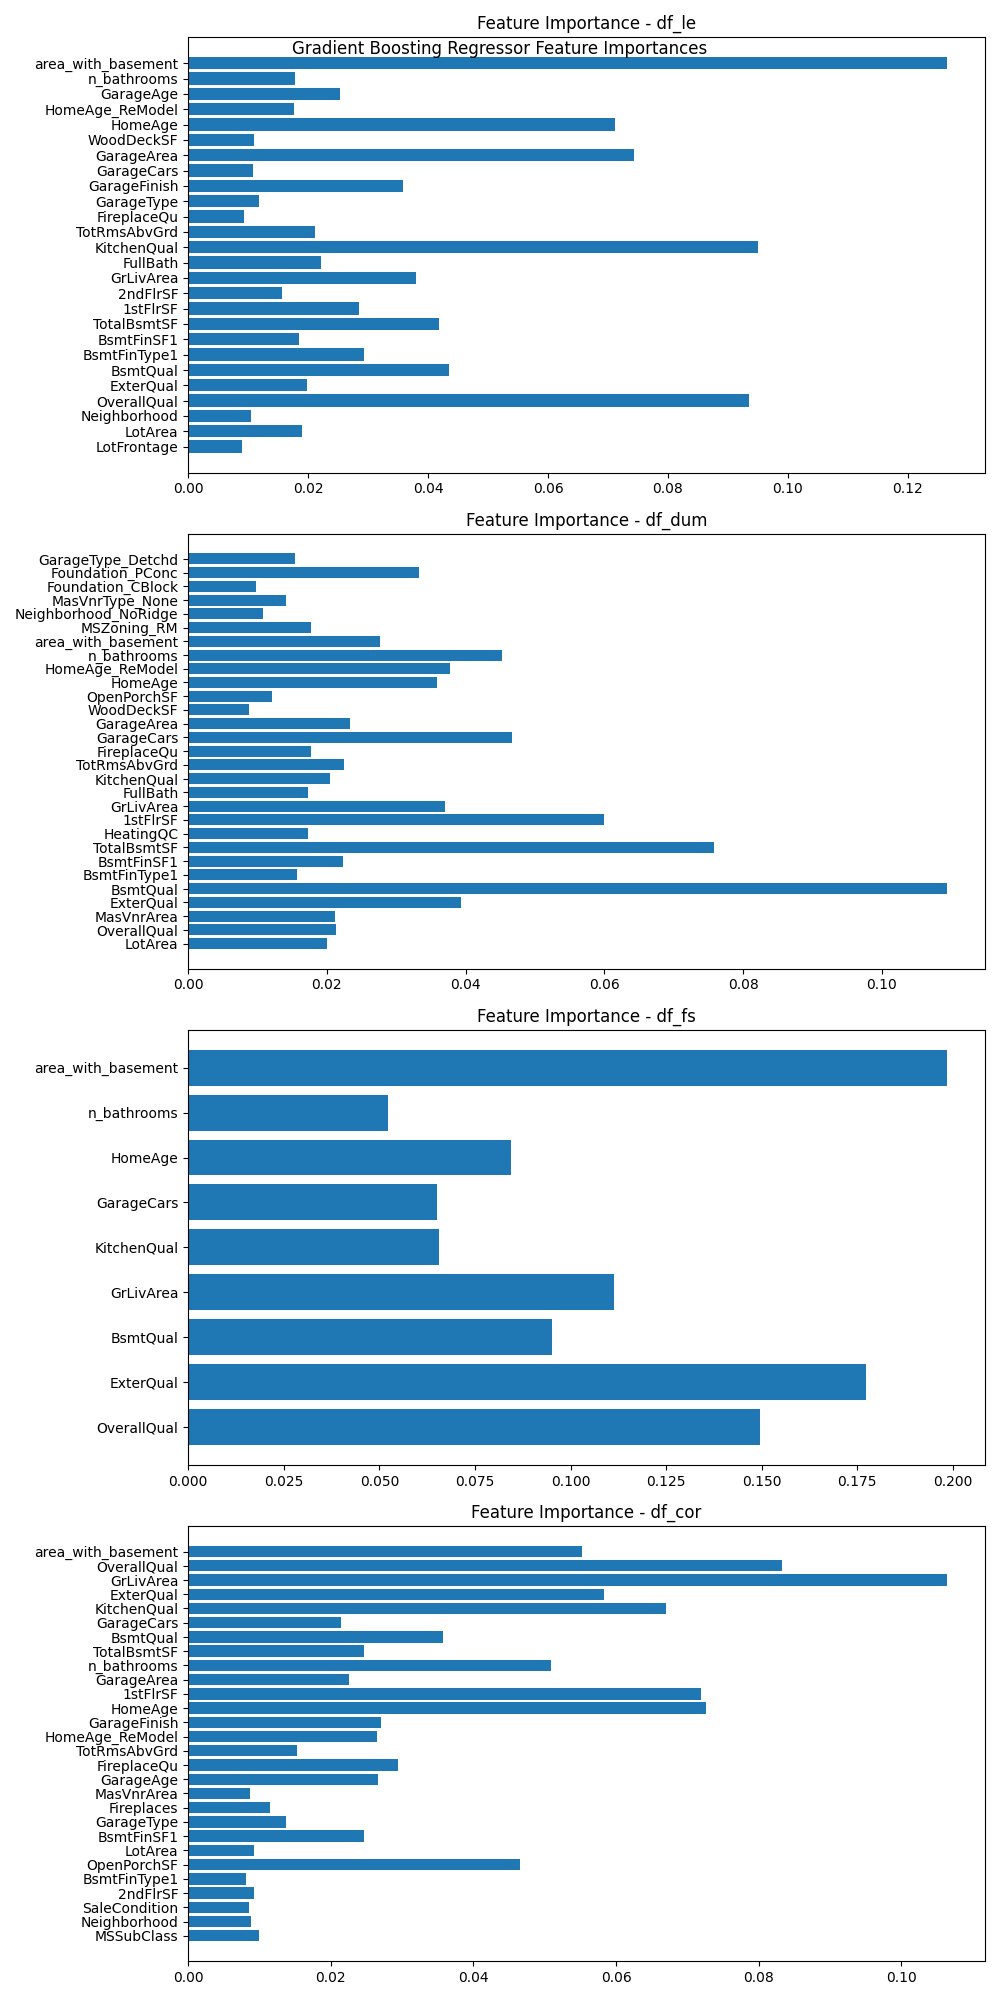 Feature Importance - df_le
Gradient Boosting Regressor Feature Importances
area_with_basement
n_bathrooms
GarageAge
HomeAge_ReModel
HomeAge
WoodDeckSF
GarageArea
GarageCars
GarageFinish
GarageType
FireplaceQu
TotRmsAbvGrd
KitchenQual
FullBath
GrLivArea
2ndFlrSF
1stFlrSF
TotalBsmtSF
BsmtFinSF1
BsmtFinType1
BsmtQual
ExterQual
OverallQual
Neighborhood
LotArea
LotFrontage
0.00 0.02 0.04 0.06 0.08 0.10 0.12
Feature Importance - df_dum
GarageType_Detchd
Foundation_PConc
Foundation_CBlock
MasVnrType_None
Neighborhood_NoRidge
MSZoning_RM
area_with_basement
n_bathrooms
HomeAge_ReModel
HomeAge
OpenPorchSF
WoodDeckSF
GarageArea
GarageCars
FireplaceQu
TotRmsAbvGrd
KitchenQual
FullBath
GrLivArea
1stFlrSF
HeatingQC
TotalBsmtSF
BsmtFinSF1
BsmtFinType1
BsmtQual
ExterQual
MasVnrArea
OverallQual
LotArea
0.00 0.02 0.04 0.06 0.08 0.10
Feature Importance - df_fs
area_with_basement
n_bathrooms
HomeAge
GarageCars
KitchenQual
GrLivArea
BsmtQual
ExterQual
OverallQual
0.000 0.025 0.050 0.075 0.100 0.125 0.150 0.175 0.200
Feature Importance - df_cor
area_with_basement
OverallQual
GrLivArea
ExterQual
KitchenQual
GarageCars
BsmtQual
TotalBsmtSF
n_bathrooms
GarageArea
1stFlrSF
HomeAge
GarageFinish
HomeAge_ReModel
TotRmsAbvGrd
FireplaceQu
GarageAge
MasVnrArea
Fireplaces
GarageType
BsmtFinSF1
LotArea
OpenPorchSF
BsmtFinType1
2ndFlrSF
SaleCondition
Neighborhood
MSSubClass
0.00 0.02 0.04 0.06 0.08 0.10